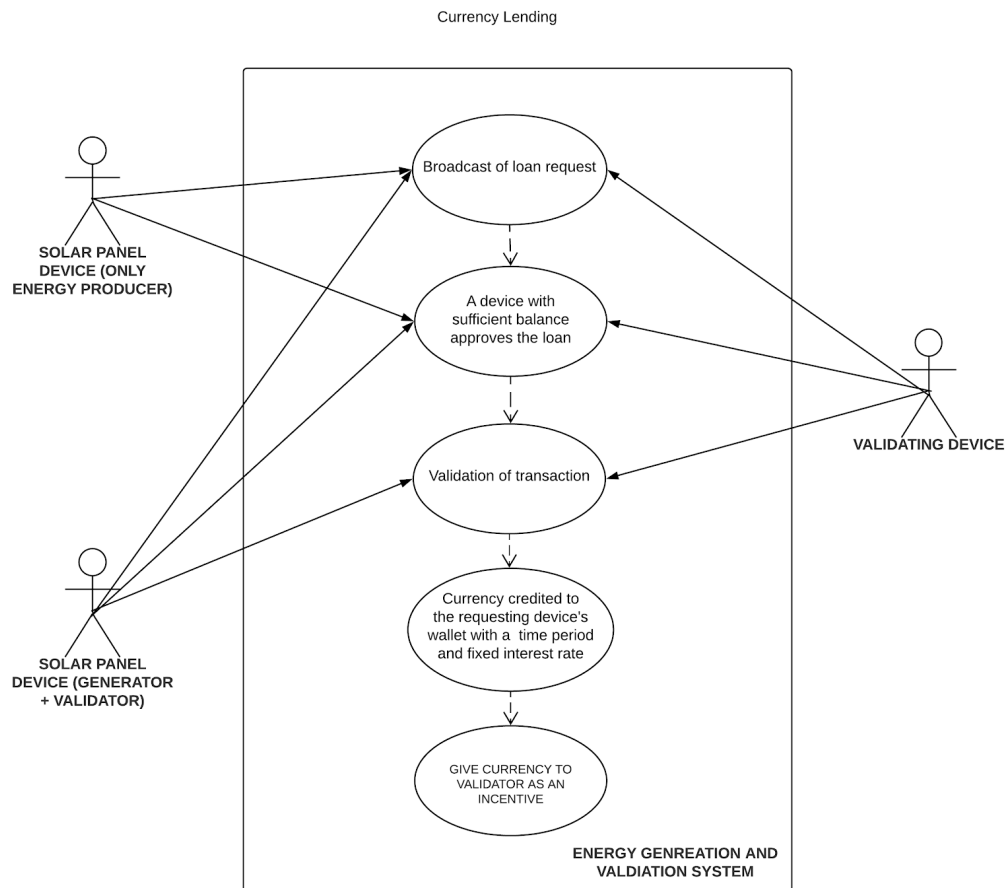 Currency Lending
Broadcast of loan request
SOLAR PANEL
DEVICE (ONLY
ENERGY PRODUCER)
A device with
sufficient balance
approves the loan
VALIDATING DEVICE
Validation of transaction
Currency credited to
the requesting device's
wallet with a time period
and fixed interest rate
SOLAR PANEL
DEVICE (GENERATOR
+ VALIDATOR)
GIVE CURRENCY TO
VALIDATOR AS AN
INCENTIVE
ENERGY GENREATION AND
VALDIATION SYSTEM